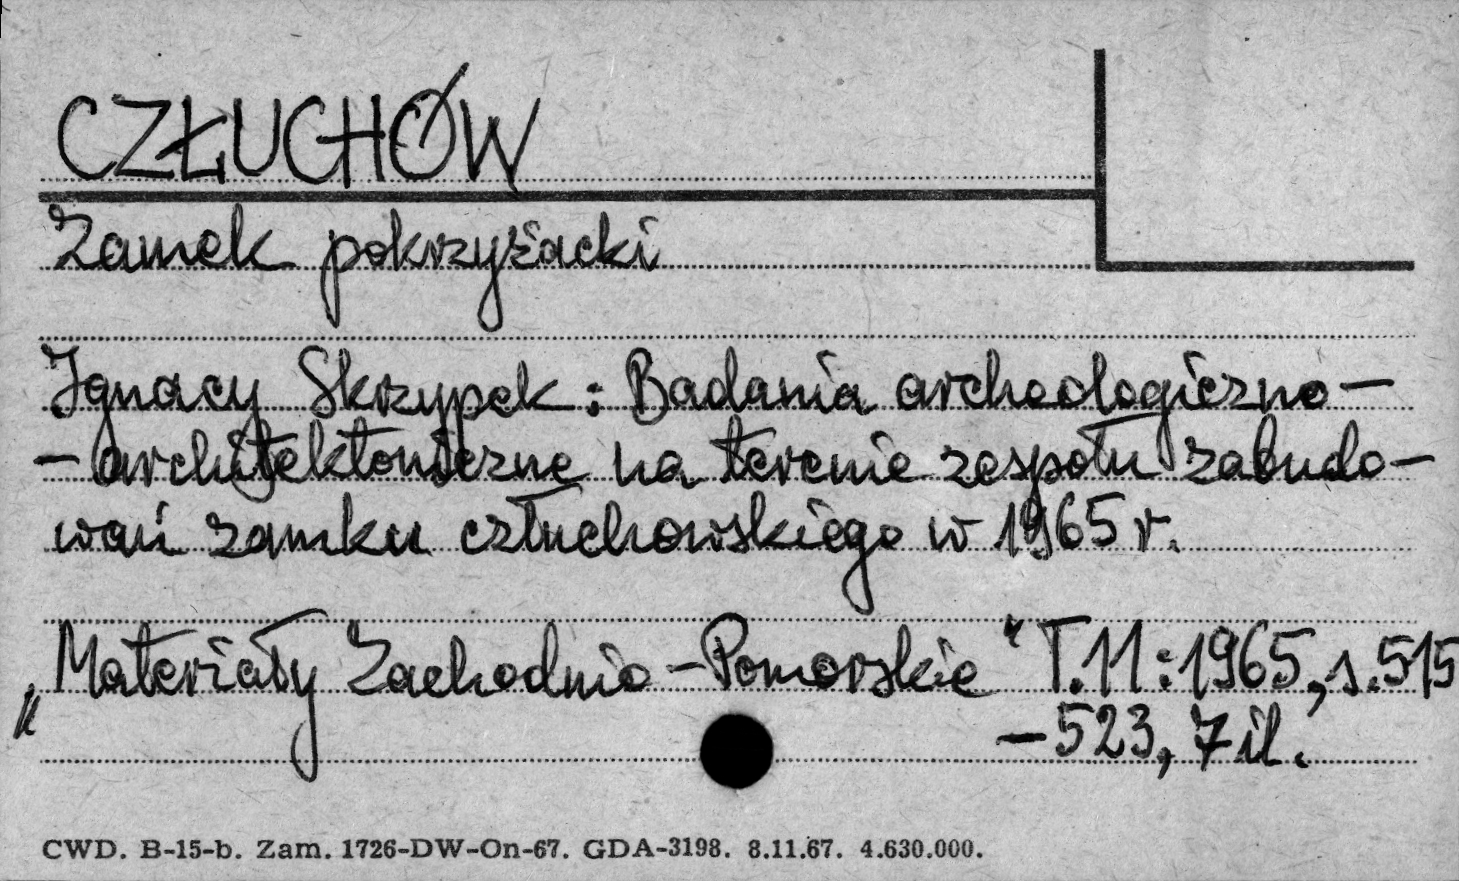 CZŁUCHÓW
Zamek pokrzyżacki
Ignacy Skrzypek: Badania archeologiczno-
-architektoniczne na terenie zespołu zabudo-
wań zamku człuchowskiego w 1965 r.
„Materiały Zachodnio-Pomorskie" T.11:1965, s.515
-523, 7 il.
CWD. B-15-b. Zam. 1726-DW-On-67. GDA-3198. 8.11.67. 4.630.000.